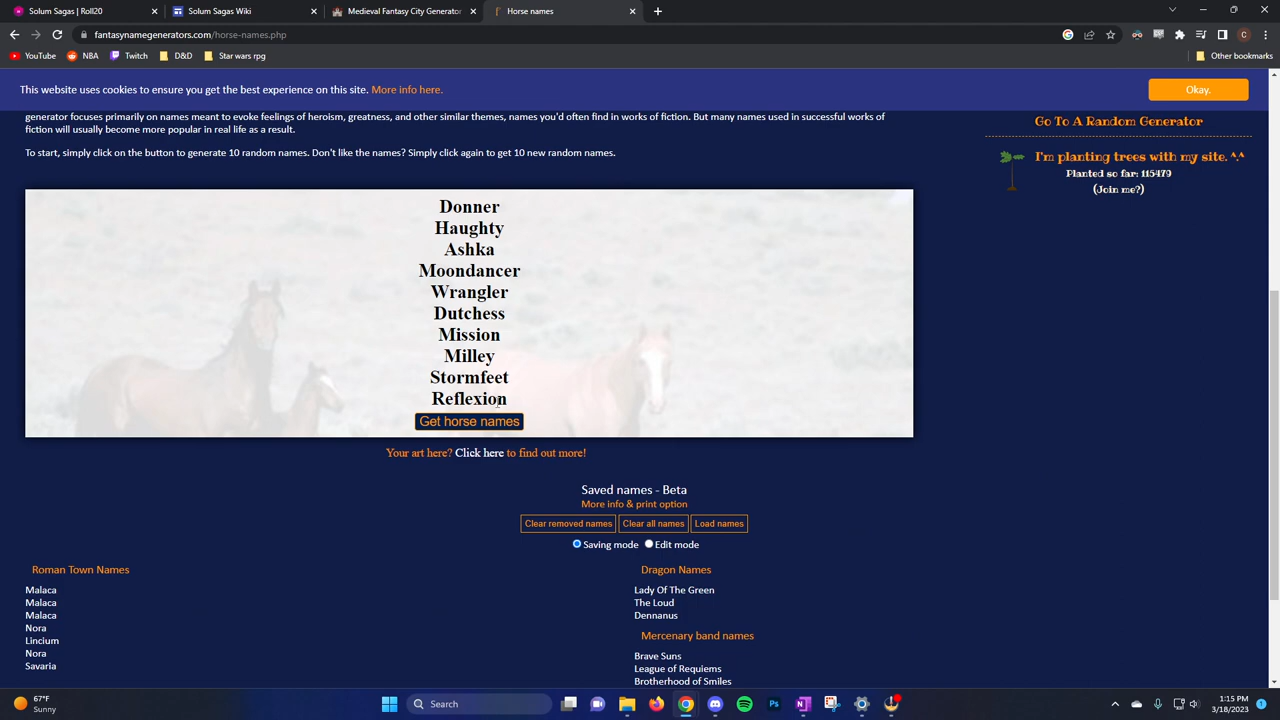 Solum Sagas | Roll20
Solum Sagas Wiki
Medieval Fantasy City Generator
Horse names
fantasynamegenerators.com/horse-names.php
YouTube
NBA
Twitch
D&D
Star wars rpg
Other bookmarks
This website uses cookies to ensure you get the best experience on this site. More info here.
Okay.
generator focuses primarily on names meant to evoke feelings of heroism, greatness, and other similar themes, names you'd often find in works of fiction. But many names used in successful works of
fiction will usually become more popular in real life as a result.
To start, simply click on the button to generate 10 random names. Don't like the names? Simply click again to get 10 new random names.
Go To A Random Generator
I'm planting trees with my site. ^.^
Planted so far: 115479
(Join me?)
Donner
Haughty
Ashka
Moondancer
Wrangler
Dutchess
Mission
Milley
Stormfeet
Reflexion
Get horse names
Your art here? Click here to find out more!
Saved names - Beta
More info & print option
Clear removed names
Clear all names
Load names
Saving mode
Edit mode
Roman Town Names
Malaca
Malaca
Malaca
Nora
Lincium
Nora
Savaria
Dragon Names
Lady Of The Green
The Loud
Dennanus
Mercenary band names
Brave Suns
League of Requiems
Brotherhood of Smiles
67°F
Sunny
Search
1:15 PM
3/18/2023